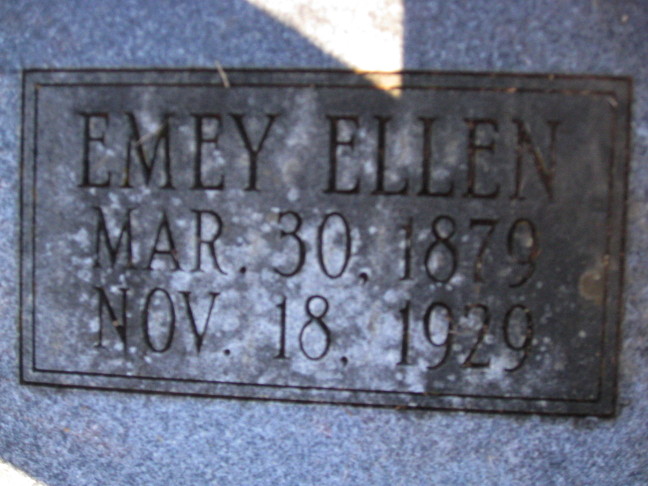 EMEY ELLEN
MAR. 30, 1879
NOV. 18, 1929